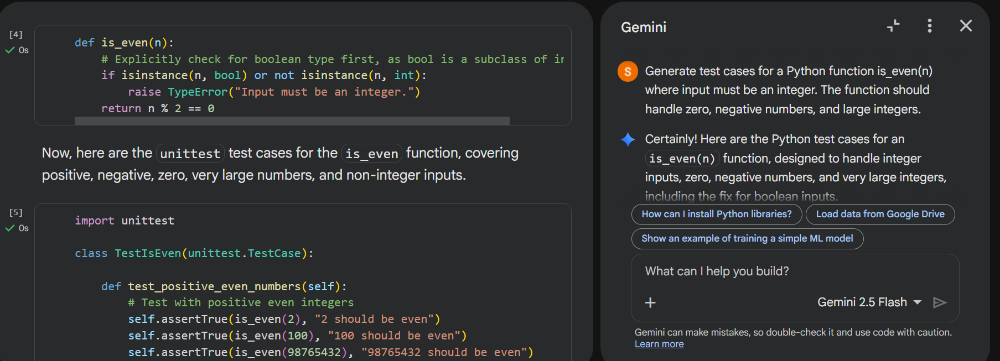 [4]
0s
def is_even(n):
# Explicitly check for boolean type first, as bool is a subclass of
if isinstance(n, bool) or not isinstance(n, int):
raise TypeError("Input must be an integer.")
return n % 2 == 0
Now, here are the unittest test cases for the is_even function, covering
positive, negative, zero, very large numbers, and non-integer inputs.
[5]
0s
import unittest
class TestIsEven(unittest.TestCase):
def test_positive_even_numbers(self):
# Test with positive even integers
self.assertTrue(is_even(2), "2 should be even")
self.assertTrue(is_even(100), "100 should be even")
self.assertTrue(is_even(98765432), "98765432 should be even")
Gemini
S
Generate test cases for a Python function is_even(n)
where input must be an integer. The function should
handle zero, negative numbers, and large integers.
Certainly! Here are the Python test cases for an
is_even(n) function, designed to handle integer
inputs, zero, negative numbers, and very large integers,
including the fix for boolean inputs.
How can I install Python libraries?
Load data from Google Drive
Show an example of training a simple ML model
What can I help you build?
Gemini 2.5 Flash
Gemini can make mistakes, so double-check it and use code with caution.
Learn more